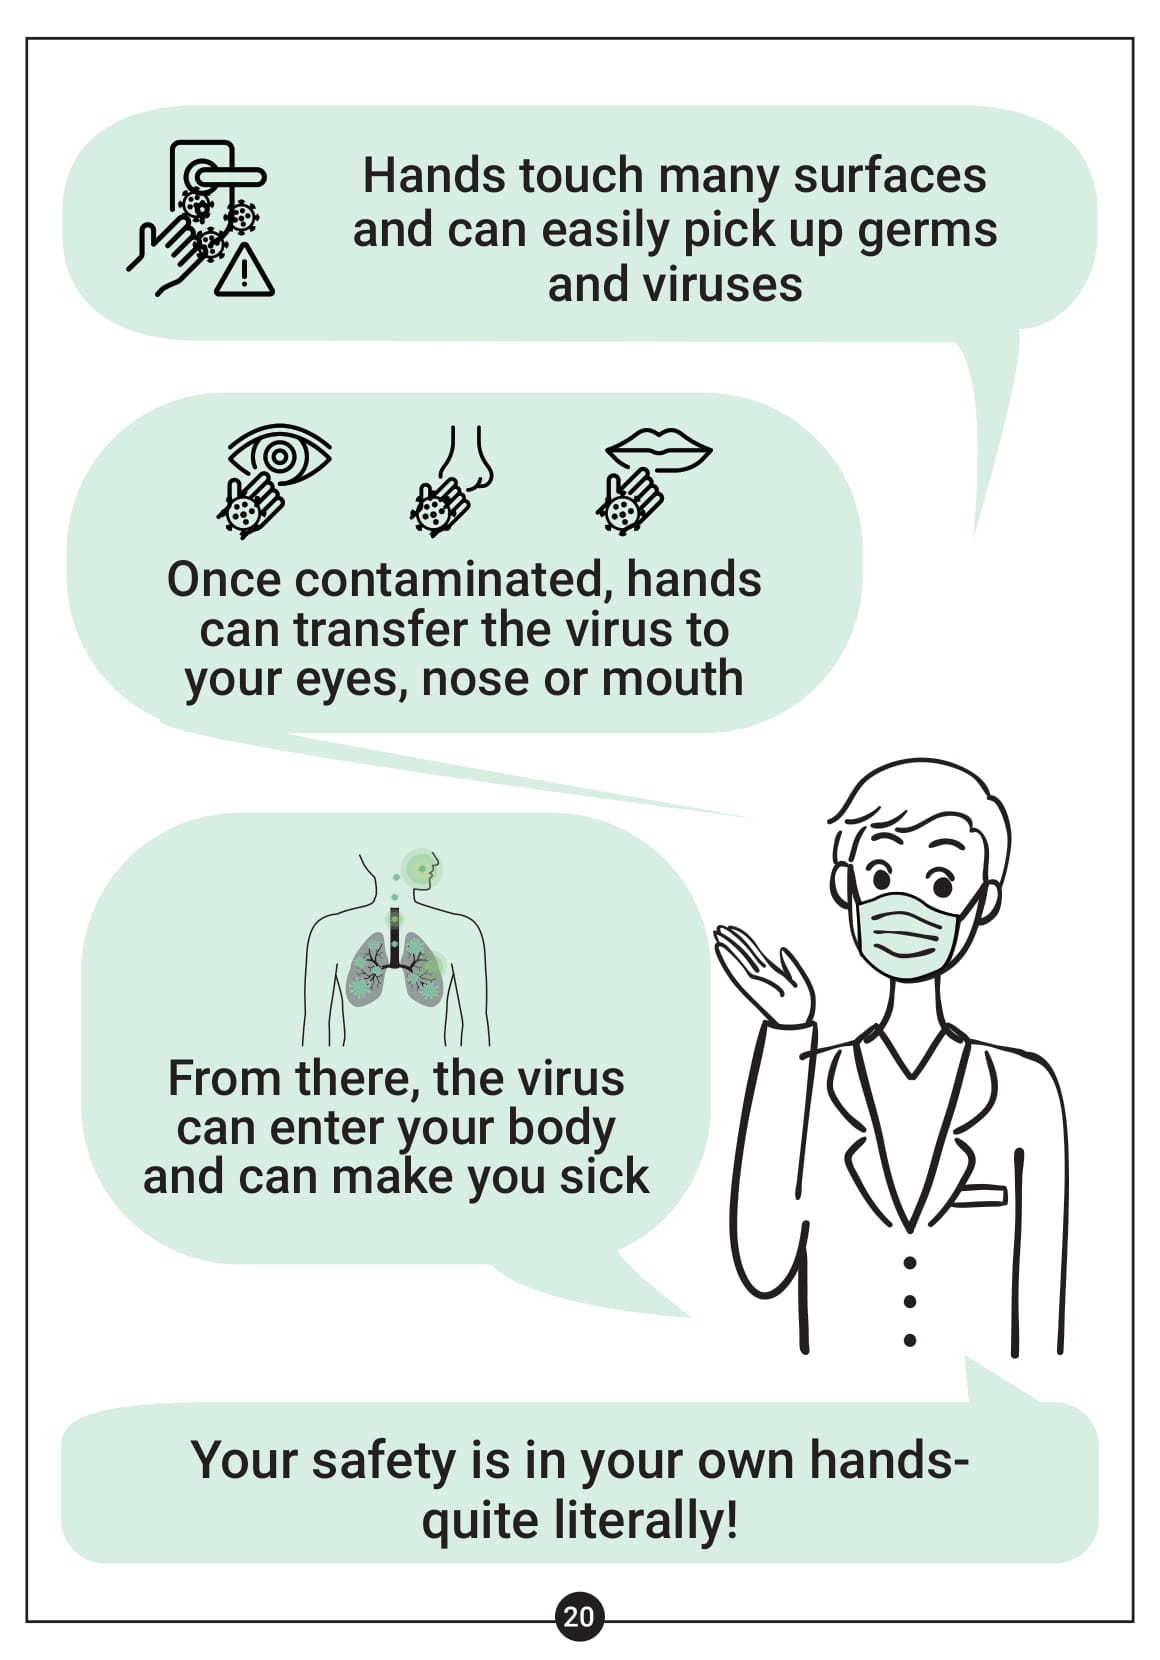 Hands touch many surfaces
and can easily pick up germs
and viruses
Once contaminated, hands
can transfer the virus to
your eyes, nose or mouth
From there, the virus
can enter your body
and can make you sick
Your safety is in your own hands-
quite literally!
20